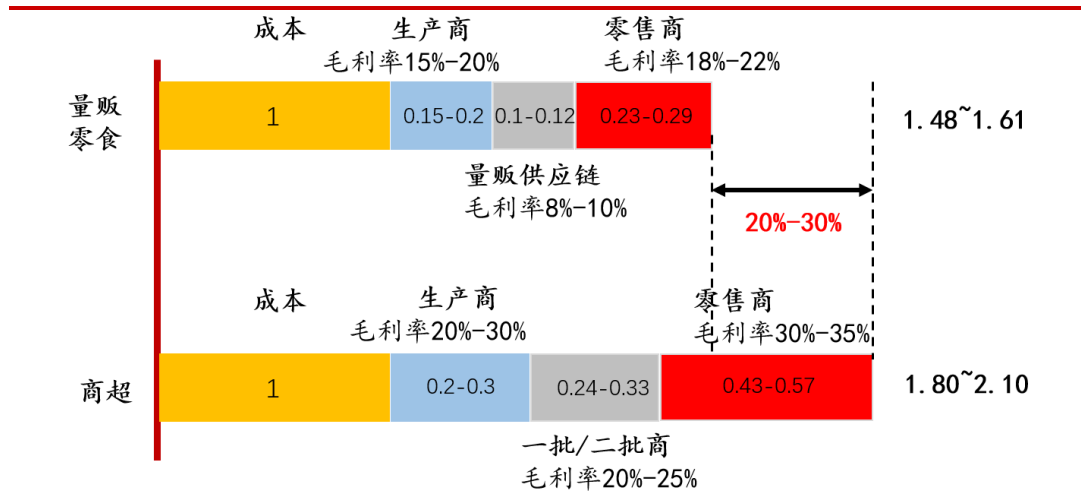 成本
生产商
毛利率15%-20%
零售商
毛利率18%-22%
量贩
零食
1
0.15-0.2
0.1-0.12
0.23-0.29
1.48~1.61
量贩供应链
毛利率8%-10%
20%-30%
成本
生产商
毛利率20%-30%
零售商
毛利率30%-35%
商超
1
0.2-0.3
0.24-0.33
0.43-0.57
1.80~2.10
一批/二批商
毛利率20%-25%